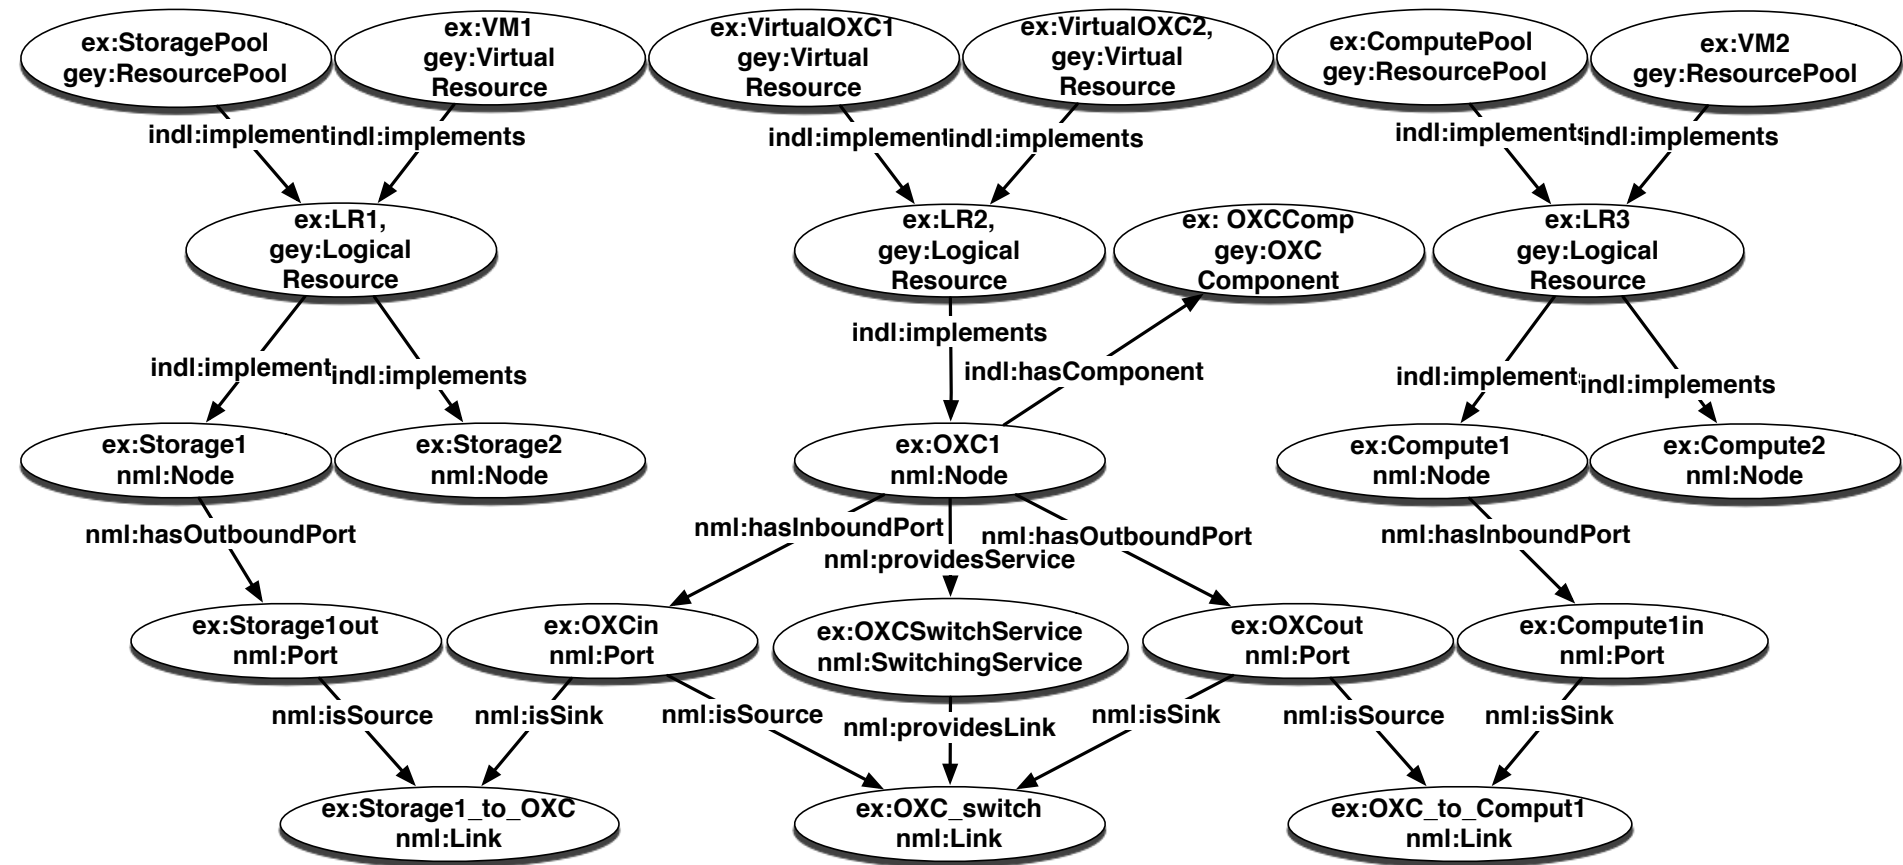 ex:StoragePool
gey:ResourcePool
ex:VM1
gey:Virtual
Resource
ex:VirtualOXC1
gey:Virtual
Resource
ex:VirtualOXC2,
gey:Virtual
Resource
ex:ComputePool
gey:ResourcePool
ex:VM2
gey:ResourcePool
indl:implement
indl:implements
indl:implement
indl:implements
indl:implements
indl:implements
ex:LR1,
gey:Logical
Resource
ex:LR2,
gey:Logical
Resource
ex: OXCComp
gey:OXC
Component
ex:LR3
gey:Logical
Resource
indl:implement
indl:implements
indl:implements
indl:hasComponent
indl:implements
indl:implements
ex:Storage1
nml:Node
ex:Storage2
nml:Node
ex:OXC1
nml:Node
ex:Compute1
nml:Node
ex:Compute2
nml:Node
nml:hasOutboundPort
nml:hasInboundPort
nml:providesService
nml:hasOutboundPort
nml:hasInboundPort
ex:Storage1out
nml:Port
ex:OXCin
nml:Port
ex:OXCSwitchService
nml:SwitchingService
ex:OXCout
nml:Port
ex:Compute1in
nml:Port
nml:isSource
nml:isSink
nml:isSource
nml:providesLink
nml:isSink
nml:isSource
nml:isSink
ex:Storage1_to_OXC
nml:Link
ex:OXC_switch
nml:Link
ex:OXC_to_Comput1
nml:Link